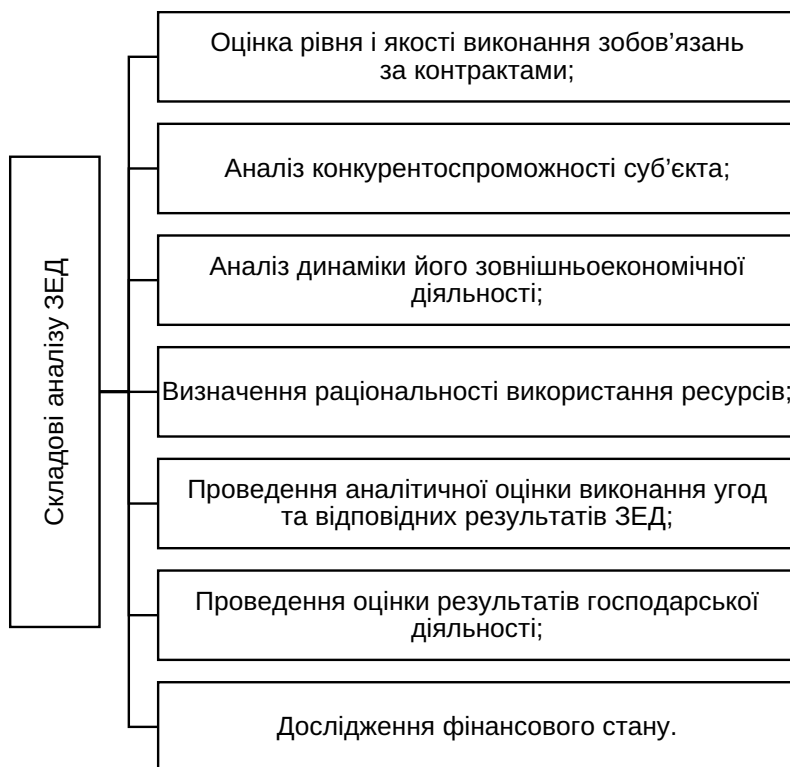 Складові аналізу ЗЕД
Оцінка рівня і якості виконання зобов’язань
за контрактами;
Аналіз конкурентоспроможності суб’єкта;
Аналіз динаміки його зовнішньоекономічної
діяльності;
Визначення раціональності використання ресурсів;
Проведення аналітичної оцінки виконання угод
та відповідних результатів ЗЕД;
Проведення оцінки результатів господарської
діяльності;
Дослідження фінансового стану.